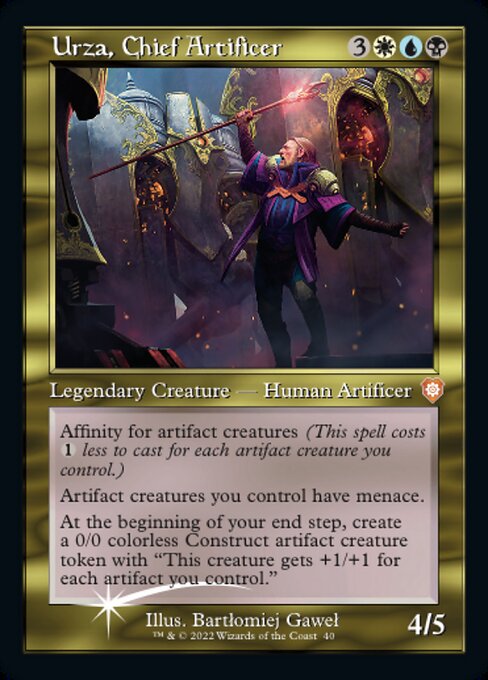 Urza, Chief Artificer 3
Legendary Creature — Human Artificer
Affinity for artifact creatures (This spell costs
1 less to cast for each artifact creature you
control.)
Artifact creatures you control have menace.
At the beginning of your end step, create
a 0/0 colorless Construct artifact creature
token with “This creature gets +1/+1 for
each artifact you control.”
Illus. Bartłomiej Gaweł
™ & © 2022 Wizards of the Coast 40
4/5